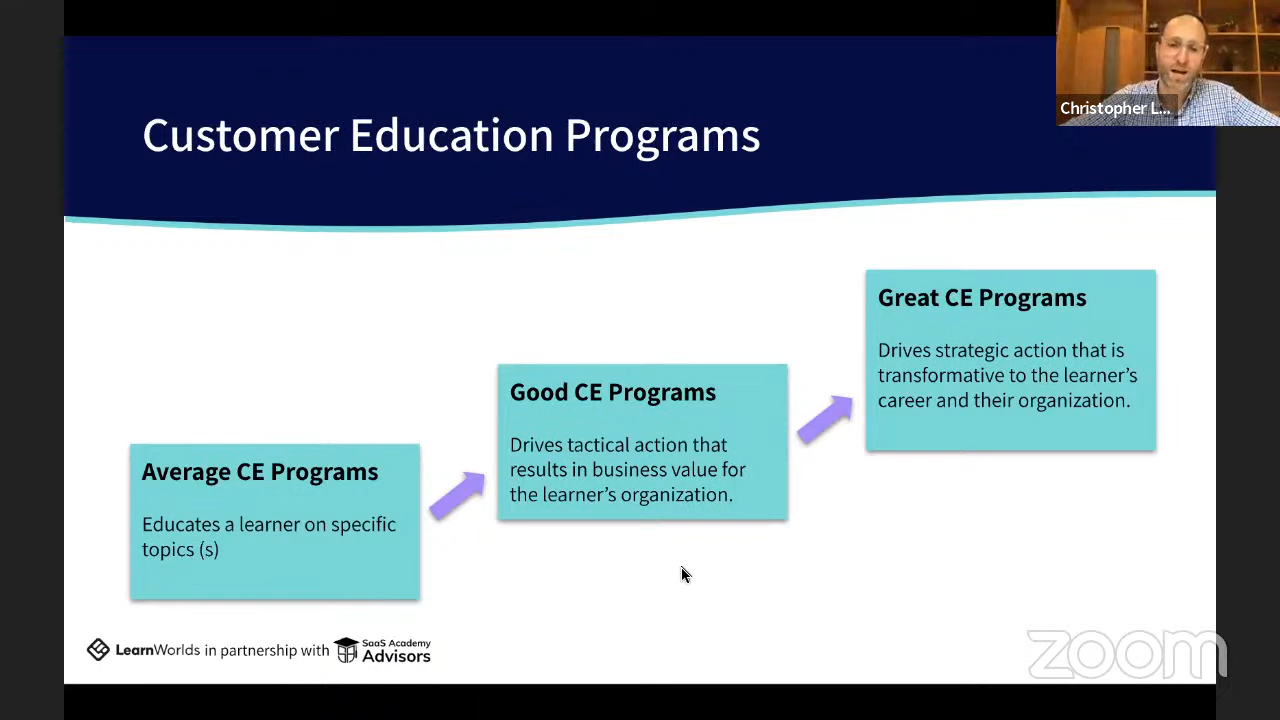 Christopher L...
Customer Education Programs
Great CE Programs
Drives strategic action that is
transformative to the learner's
career and their organization.
Good CE Programs
Drives tactical action that
results in business value for
the learner's organization.
Average CE Programs
Educates a learner on specific
topics (s)
LearnWorlds in partnership with
SaaS Academy
Advisors
zoom